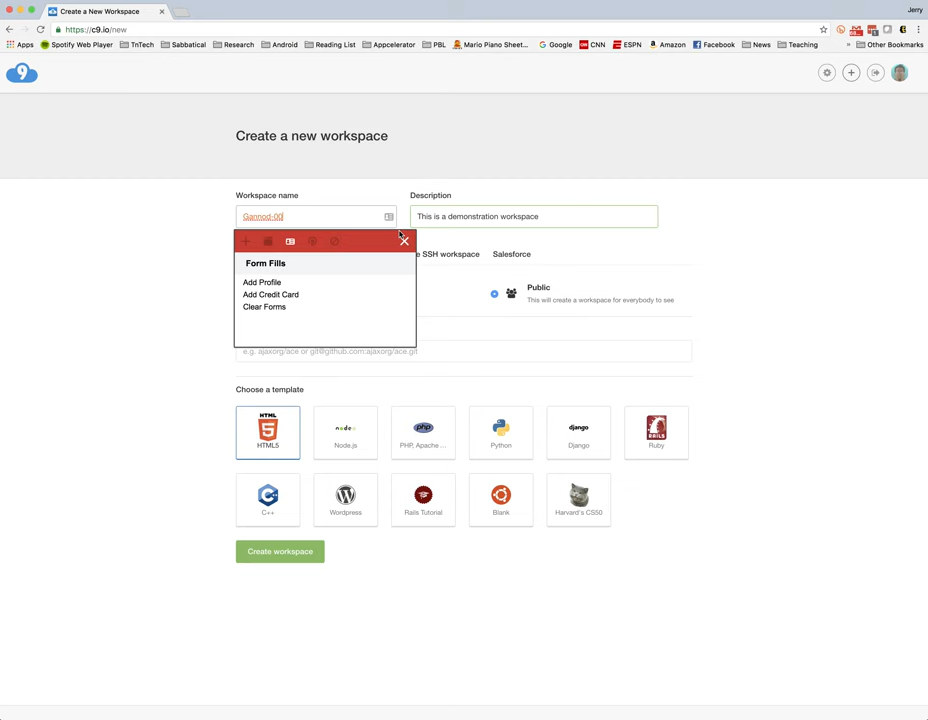 Create a New Workspace
Jerry
https://c9.io/new
Apps Spotify Web Player TnTech Sabbatical Research Android Reading List Appcelerator PBL Mario Piano Sheet... Google CNN ESPN Amazon Facebook News Teaching » Other Bookmarks
9
Create a new workspace
Workspace name Description
Gannod-00 This is a demonstration workspace
SSH workspace Salesforce
Form Fills
Add Profile
Add Credit Card
Clear Forms
Public
This will create a workspace for everybody to see
e.g. ajaxorg/ace or git@github.com:ajaxorg/ace.git
Choose a template
HTML5 Node.js PHP, Apache ... Python Django Ruby
C++ Wordpress Rails Tutorial Blank Harvard's CS50
Create workspace